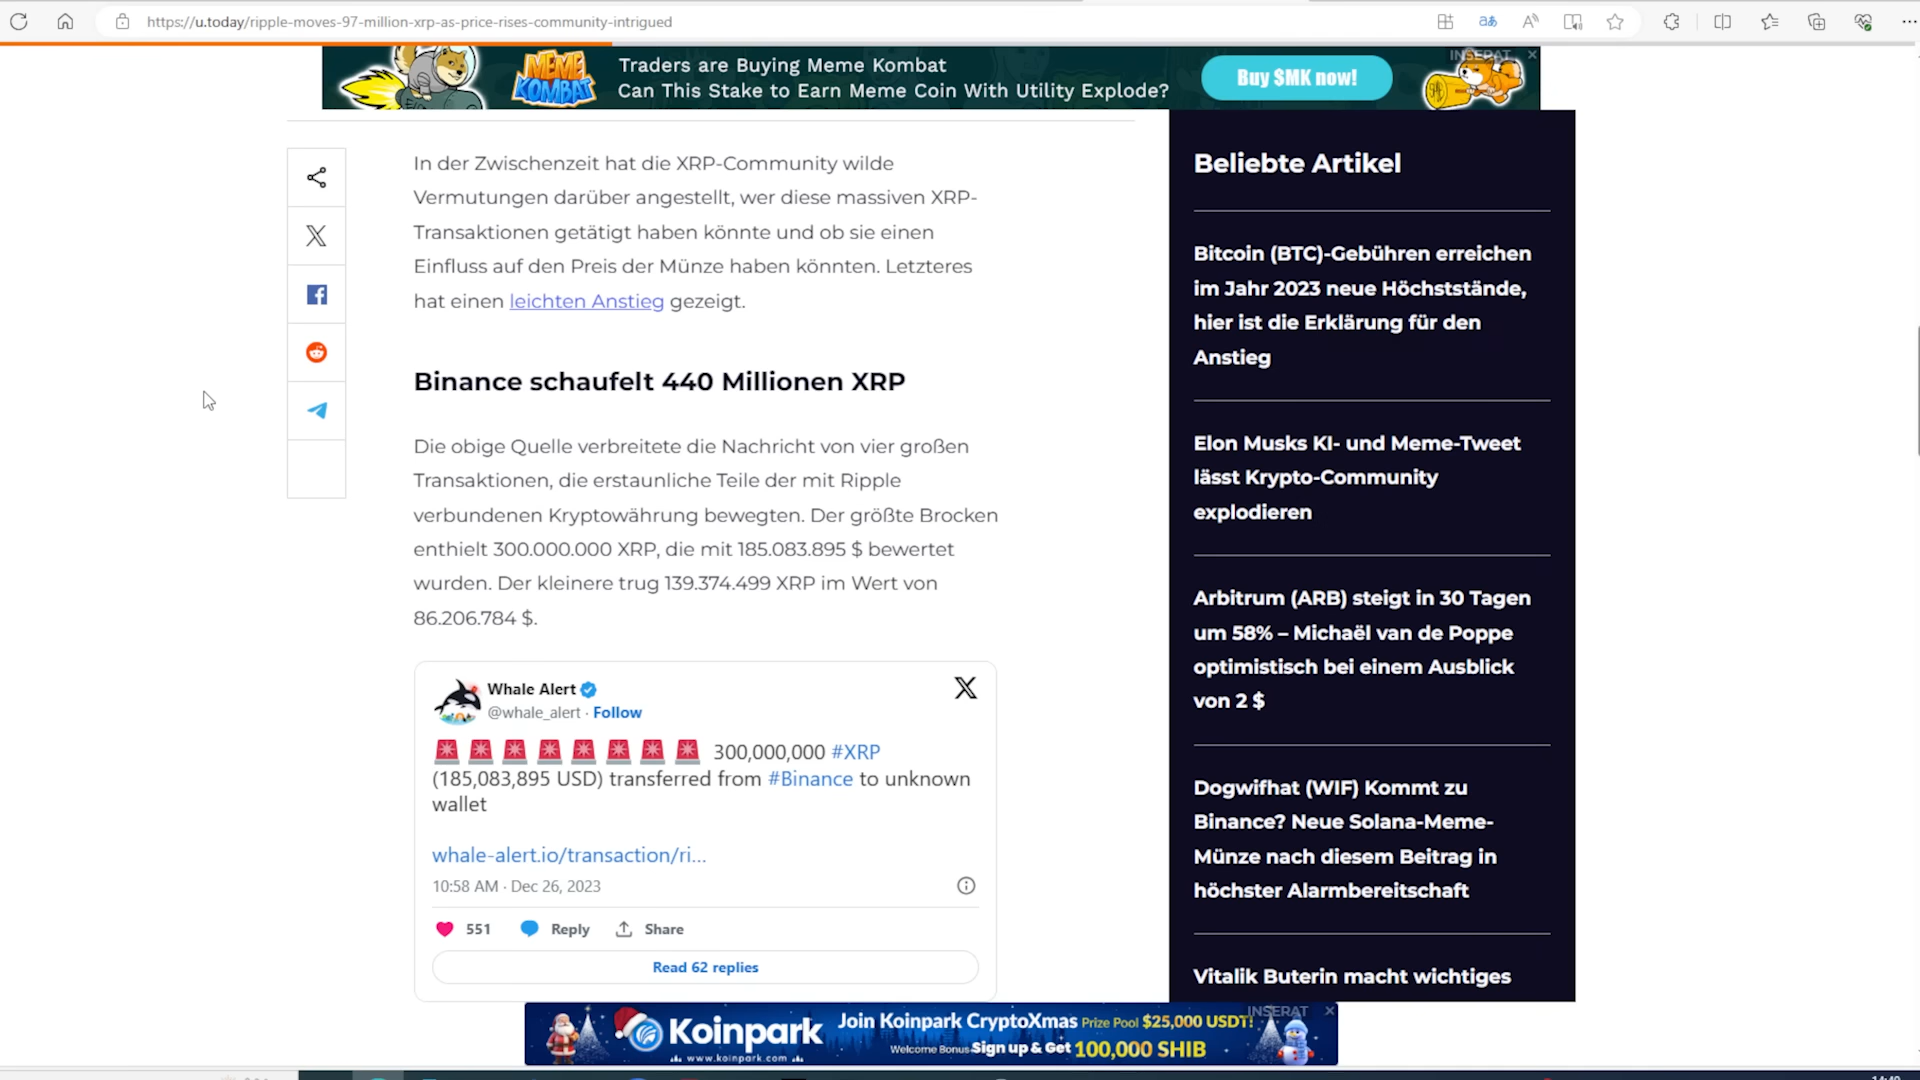 https://u.today/ripple-moves-97-million-xrp-as-price-rises-community-intrigued
MEME KOMBAT
Traders are Buying Meme Kombat
Can This Stake to Earn Meme Coin With Utility Explode?
Buy $MK now!
INSERAT
In der Zwischenzeit hat die XRP-Community wilde
Vermutungen darüber angestellt, wer diese massiven XRP-
Transaktionen getätigt haben könnte und ob sie einen
Einfluss auf den Preis der Münze haben könnten. Letzteres
hat einen leichten Anstieg gezeigt.
Binance schaufelt 440 Millionen XRP
Die obige Quelle verbreitete die Nachricht von vier großen
Transaktionen, die erstaunliche Teile der mit Ripple
verbundenen Kryptowährung bewegten. Der größte Brocken
enthielt 300.000.000 XRP, die mit 185.083.895 $ bewertet
wurden. Der kleinere trug 139.374.499 XRP im Wert von
86.206.784 $.
Whale Alert
@whale_alert · Follow
300,000,000 #XRP
(185,083,895 USD) transferred from #Binance to unknown
wallet
whale-alert.io/transaction/ri...
10:58 AM · Dec 26, 2023
551 Reply Share
Read 62 replies
Beliebte Artikel
Bitcoin (BTC)-Gebühren erreichen
im Jahr 2023 neue Höchststände,
hier ist die Erklärung für den
Anstieg
Elon Musks KI- und Meme-Tweet
lässt Krypto-Community
explodieren
Arbitrum (ARB) steigt in 30 Tagen
um 58% – Michaël van de Poppe
optimistisch bei einem Ausblick
von 2 $
Dogwifhat (WIF) Kommt zu
Binance? Neue Solana-Meme-
Münze nach diesem Beitrag in
höchster Alarmbereitschaft
Vitalik Buterin macht wichtiges
Koinpark
www.koinpark.com
Join Koinpark CryptoXmas Prize Pool $25,000 USDT!
Welcome Bonus Sign up & Get 100,000 SHIB
INSERAT